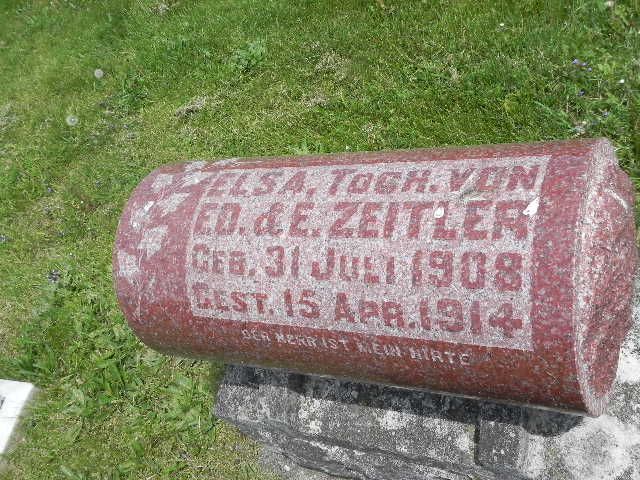 ELSA, TOCH. VON
ED. & E. ZEITLER
GEB. 31 JULI 1908
GEST. 15 APR. 1914
DER HERR IST MEIN HIRTE